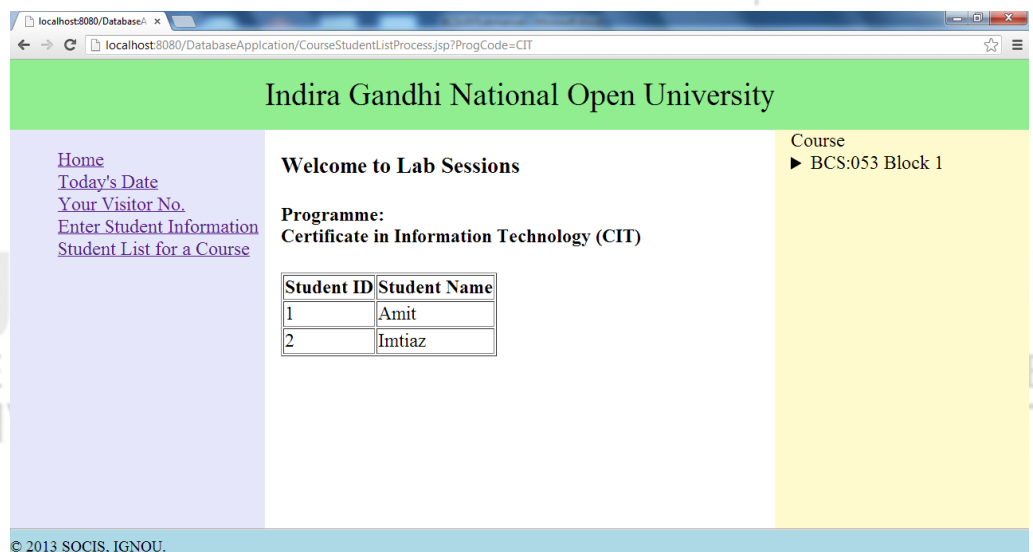 localhost:8080/DatabaseA
localhost:8080/DatabaseApplcation/CourseStudentListProcess.jsp?ProgCode=CIT
Indira Gandhi National Open University
Home
Today's Date
Your Visitor No.
Enter Student Information
Student List for a Course
Welcome to Lab Sessions
Programme:
Certificate in Information Technology (CIT)
Student ID Student Name
1 Amit
2 Imtiaz
Course
▶ BCS:053 Block 1
© 2013 SOCIS, IGNOU.